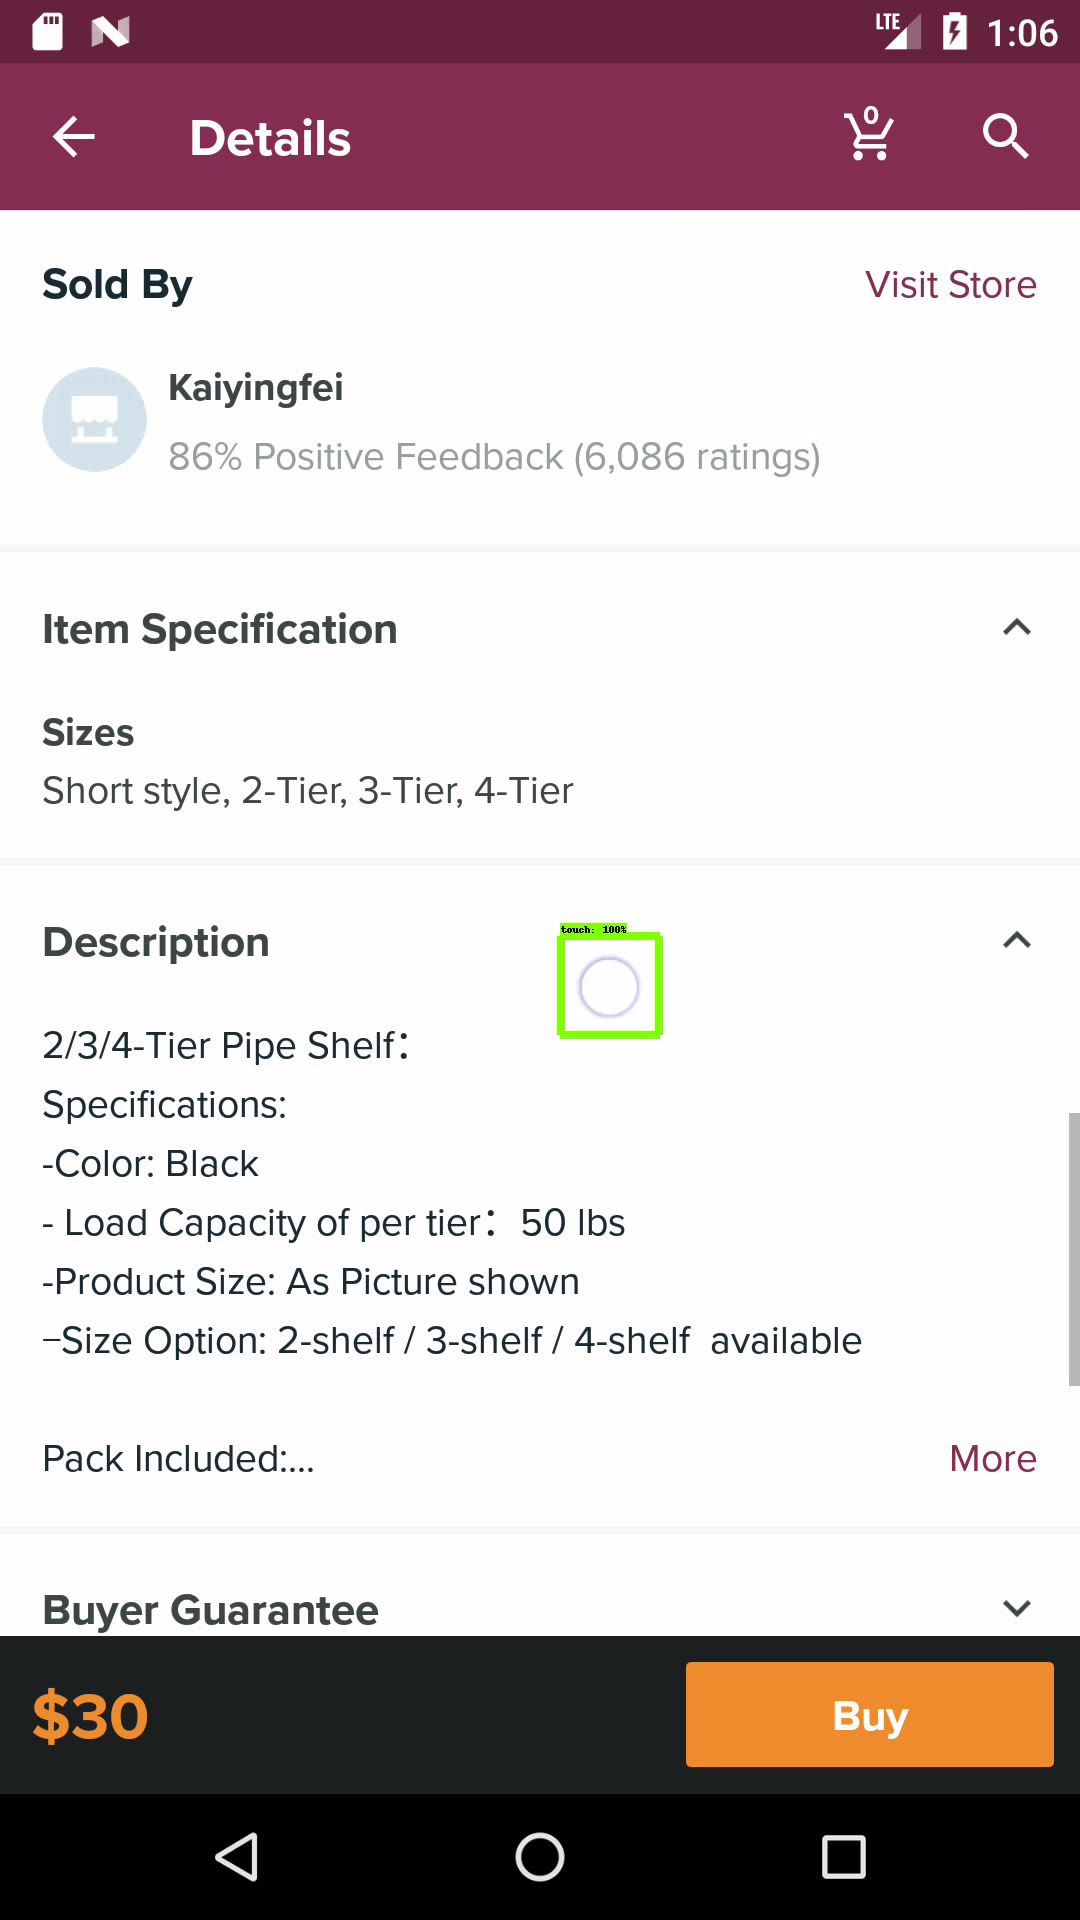 LTE 1:06
Details 0
Sold By Visit Store
Kaiyingfei
86% Positive Feedback (6,086 ratings)
Item Specification
Sizes
Short style, 2-Tier, 3-Tier, 4-Tier
touch: 100%
Description
2/3/4-Tier Pipe Shelf：
Specifications:
-Color: Black
- Load Capacity of per tier：50 lbs
-Product Size: As Picture shown
–Size Option: 2-shelf / 3-shelf / 4-shelf  available
Pack Included:... More
Buyer Guarantee
$30 Buy